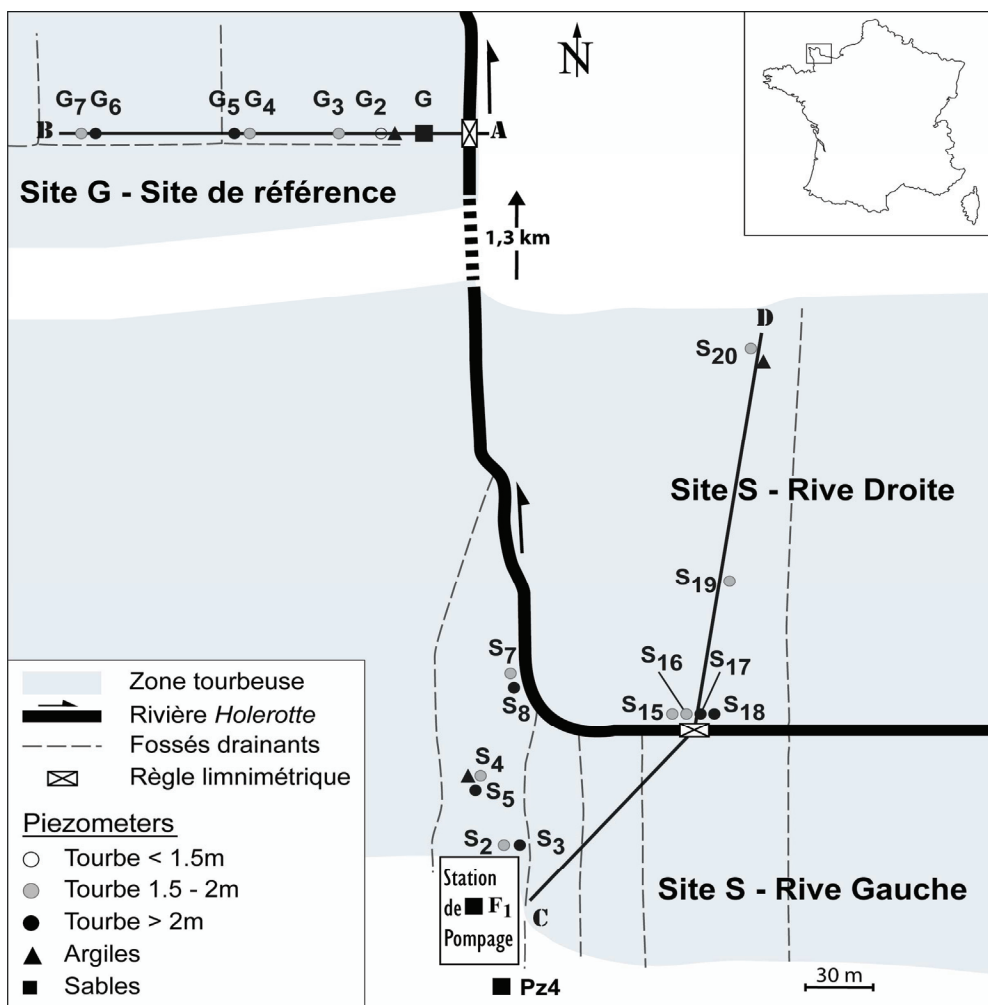 N
G7 G6 G5 G4 G3 G2 G
B A
Site G - Site de référence
1,3 km
D
S20
Site S - Rive Droite
S19
S7
S16 S17
S8 S15 S18
S4
S5
S2 S3
Station
de F1
Pompage
C
Site S - Rive Gauche
Pz4
30 m
Zone tourbeuse
Rivière Holerotte
Fossés drainants
Règle limnimétrique
Piezometers
Tourbe < 1.5m
Tourbe 1.5 - 2m
Tourbe > 2m
Argiles
Sables